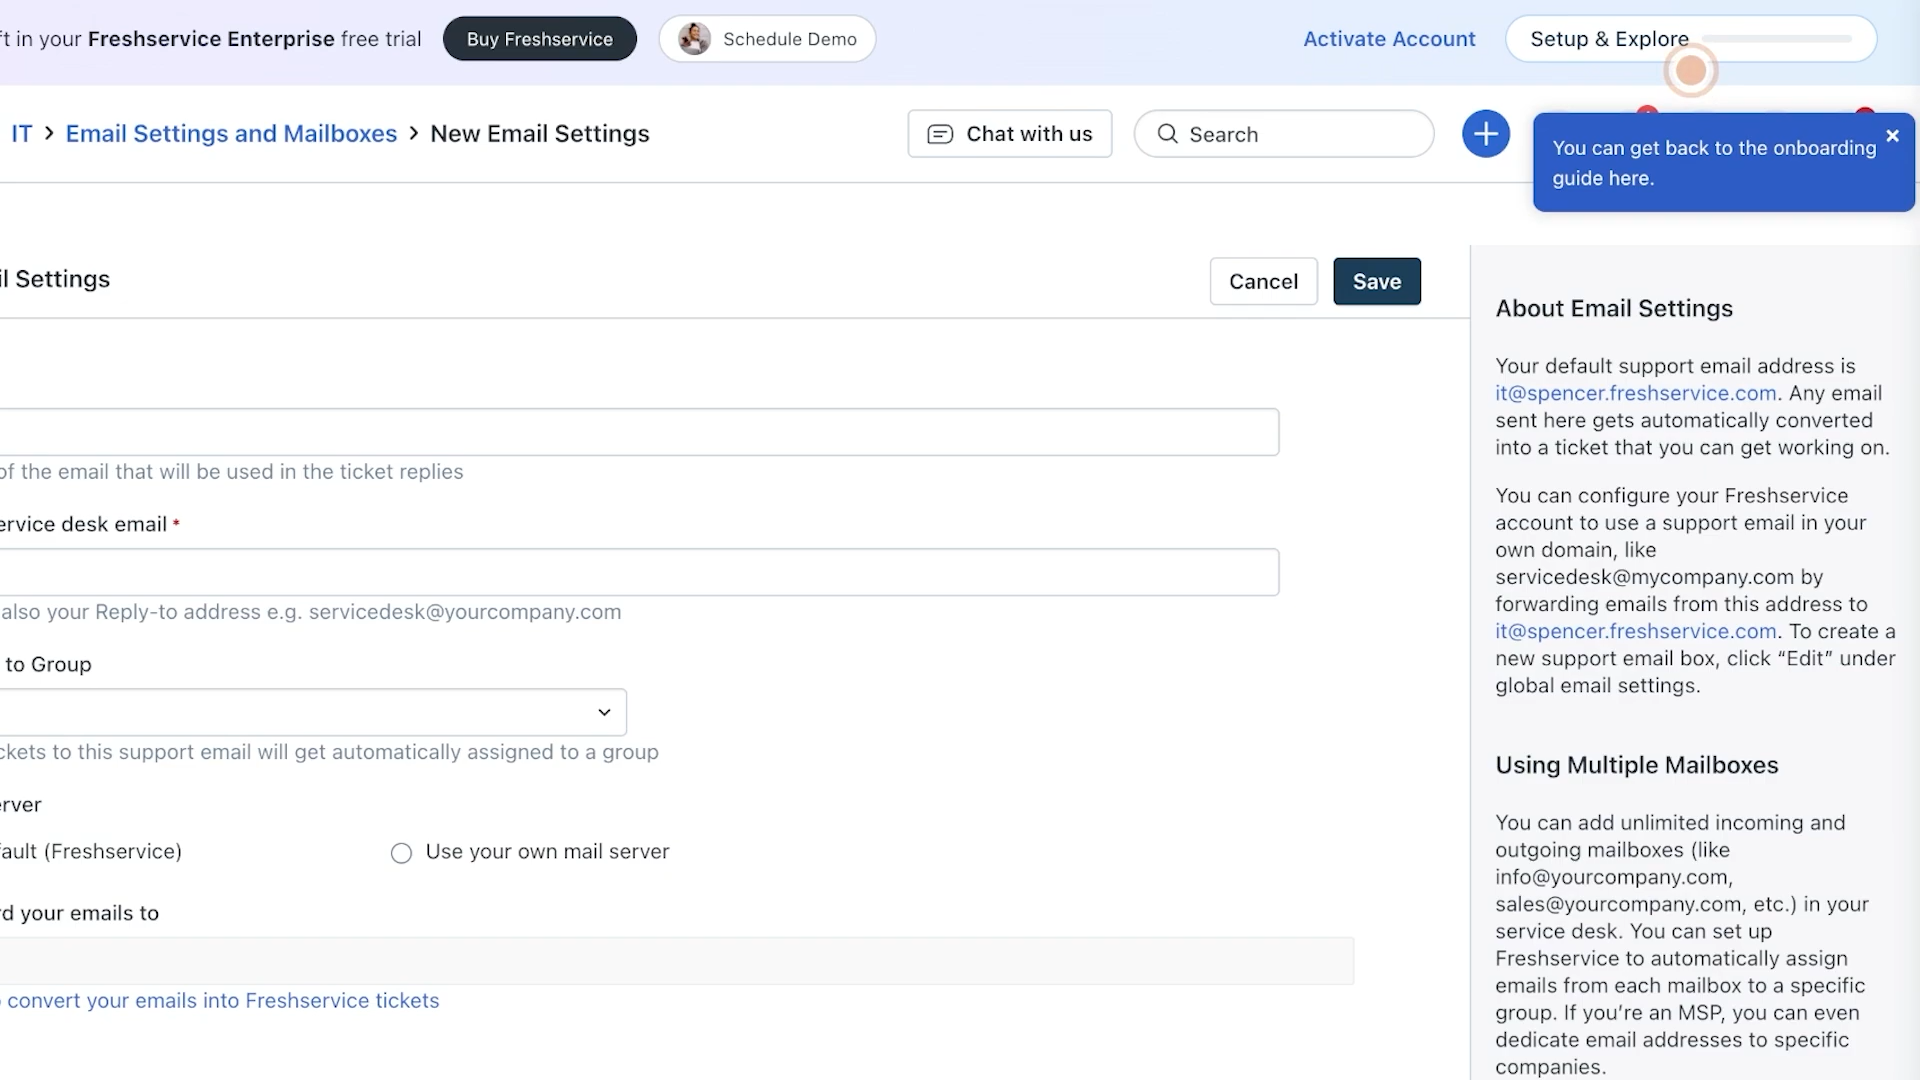 in your Freshservice Enterprise free trial
Buy Freshservice
Schedule Demo
Activate Account
Setup & Explore
IT > Email Settings and Mailboxes > New Email Settings
Chat with us
Search
You can get back to the onboarding
guide here.
Settings
Cancel
Save
of the email that will be used in the ticket replies
service desk email *
also your Reply-to address e.g. servicedesk@yourcompany.com
to Group
tickets to this support email will get automatically assigned to a group
server
default (Freshservice)
Use your own mail server
your emails to
convert your emails into Freshservice tickets
About Email Settings
Your default support email address is
it@spencer.freshservice.com. Any email
sent here gets automatically converted
into a ticket that you can get working on.
You can configure your Freshservice
account to use a support email in your
own domain, like
servicedesk@mycompany.com by
forwarding emails from this address to
it@spencer.freshservice.com. To create a
new support email box, click “Edit” under
global email settings.
Using Multiple Mailboxes
You can add unlimited incoming and
outgoing mailboxes (like
info@yourcompany.com,
sales@yourcompany.com, etc.) in your
service desk. You can set up
Freshservice to automatically assign
emails from each mailbox to a specific
group. If you’re an MSP, you can even
dedicate email addresses to specific
companies.